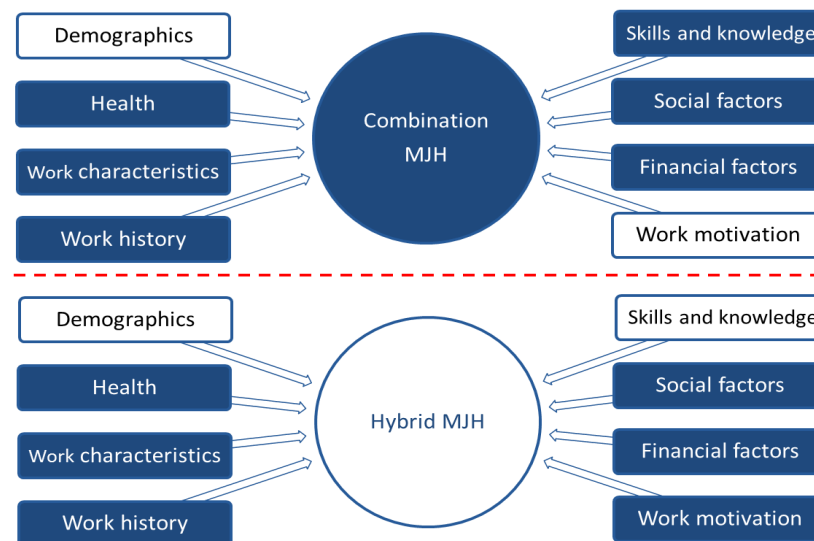 Demographics
Health
Work characteristics
Work history
Combination
MJH
Skills and knowledge
Social factors
Financial factors
Work motivation
Demographics
Health
Work characteristics
Work history
Hybrid MJH
Skills and knowledge
Social factors
Financial factors
Work motivation